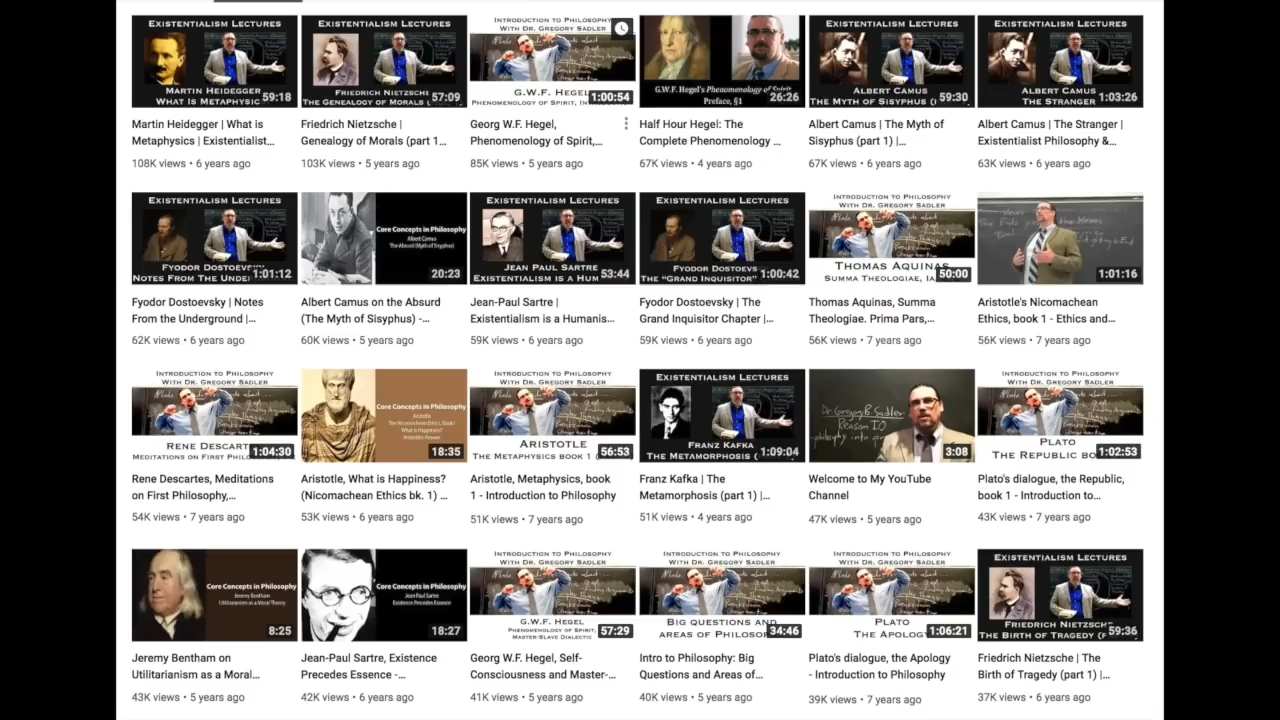 EXISTENTIALISM LECTURES
MARTIN HEIDEGGER
WHAT IS METAPHYSIC
59:18
EXISTENTIALISM LECTURES
FRIEDRICH NIETZSCHE
THE GENEALOGY OF MORALS (
57:09
INTRODUCTION TO PHILOSOPHY
WITH DR. GREGORY SADLER
G.W.F. HEGEL
PHENOMENOLOGY OF SPIRIT, IN
1:00:54
G.W.F. Hegel's Phenomenology of Spirit
Preface, §1
26:26
EXISTENTIALISM LECTURES
ALBERT CAMUS
THE MYTH OF SISYPHUS (
59:30
EXISTENTIALISM LECTURES
ALBERT CAMUS
THE STRANGER
1:03:26
Martin Heidegger | What is
Metaphysics | Existentialist...
108K views • 6 years ago
Friedrich Nietzsche |
Genealogy of Morals (part 1...
103K views • 5 years ago
Georg W.F. Hegel,
Phenomenology of Spirit,...
85K views • 5 years ago
Half Hour Hegel: The
Complete Phenomenology ...
67K views • 4 years ago
Albert Camus | The Myth of
Sisyphus (part 1) |...
67K views • 6 years ago
Albert Camus | The Stranger |
Existentialist Philosophy &...
63K views • 6 years ago
EXISTENTIALISM LECTURES
FYODOR DOSTOEV
NOTES FROM THE UNDE
1:01:12
Core Concepts in Philosophy
Albert Camus
The Absurd (Myth of Sisyphus)
20:23
EXISTENTIALISM LECTURES
JEAN PAUL SARTRE
EXISTENTIALISM IS A HUM
53:44
EXISTENTIALISM LECTURES
FYODOR DOSTOEVS
THE "GRAND INQUISITOR"
1:00:42
INTRODUCTION TO PHILOSOPHY
WITH DR. GREGORY SADLER
THOMAS AQUINAS
SUMMA THEOLOGIAE, IA
50:00
1:01:16
Fyodor Dostoevsky | Notes
From the Underground |...
62K views • 6 years ago
Albert Camus on the Absurd
(The Myth of Sisyphus) -...
60K views • 5 years ago
Jean-Paul Sartre |
Existentialism is a Humanis...
59K views • 6 years ago
Fyodor Dostoevsky | The
Grand Inquisitor Chapter |...
59K views • 6 years ago
Thomas Aquinas, Summa
Theologiae. Prima Pars,...
56K views • 7 years ago
Aristotle's Nicomachean
Ethics, book 1 - Ethics and...
56K views • 7 years ago
INTRODUCTION TO PHILOSOPHY
WITH DR. GREGORY SADLER
RENE DESCART
MEDITATIONS ON FIRST PHILO
1:04:30
Core Concepts in Philosophy
Aristotle
The Nicomachean Ethics, Book I
What is Happiness?
Aristotle's Answer
18:35
INTRODUCTION TO PHILOSOPHY
WITH DR. GREGORY SADLER
ARISTOTLE
THE METAPHYSICS BOOK 1 (
56:53
EXISTENTIALISM LECTURES
FRANZ KAFKA
THE METAMORPHOSIS (
1:09:04
Dr Gregory B Sadler
Reason IO
3:08
INTRODUCTION TO PHILOSOPHY
WITH DR. GREGORY SADLER
PLATO
THE REPUBLIC BO
1:02:53
Rene Descartes, Meditations
on First Philosophy,...
54K views • 7 years ago
Aristotle, What is Happiness?
(Nicomachean Ethics bk. 1) ...
53K views • 6 years ago
Aristotle, Metaphysics, book
1 - Introduction to Philosophy
51K views • 7 years ago
Franz Kafka | The
Metamorphosis (part 1) |...
51K views • 4 years ago
Welcome to My YouTube
Channel
47K views • 5 years ago
Plato's dialogue, the Republic,
book 1 - Introduction to...
43K views • 7 years ago
Core Concepts in Philosophy
Jeremy Bentham
Utilitarianism as a Moral Theory
8:25
Core Concepts in Philosophy
Jean Paul Sartre
Existence Precedes Essence
18:27
INTRODUCTION TO PHILOSOPHY
WITH DR. GREGORY SADLER
G.W.F. HEGEL
PHENOMENOLOGY OF SPIRIT,
MASTER-SLAVE DIALECTIC
57:29
INTRODUCTION TO PHILOSOPHY
WITH DR. GREGORY SADLER
BIG QUESTIONS AND
AREAS OF PHILOSO
34:46
INTRODUCTION TO PHILOSOPHY
WITH DR. GREGORY SADLER
PLATO
THE APOLOG
1:06:21
EXISTENTIALISM LECTURES
FRIEDRICH NIETZSCHE
THE BIRTH OF TRAGEDY (P
59:36
Jeremy Bentham on
Utilitarianism as a Moral...
43K views • 5 years ago
Jean-Paul Sartre, Existence
Precedes Essence -...
42K views • 6 years ago
Georg W.F. Hegel, Self-
Consciousness and Master-...
41K views • 5 years ago
Intro to Philosophy: Big
Questions and Areas of...
40K views • 5 years ago
Plato's dialogue, the Apology
- Introduction to Philosophy
39K views • 7 years ago
Friedrich Nietzsche | The
Birth of Tragedy (part 1) |...
37K views • 6 years ago